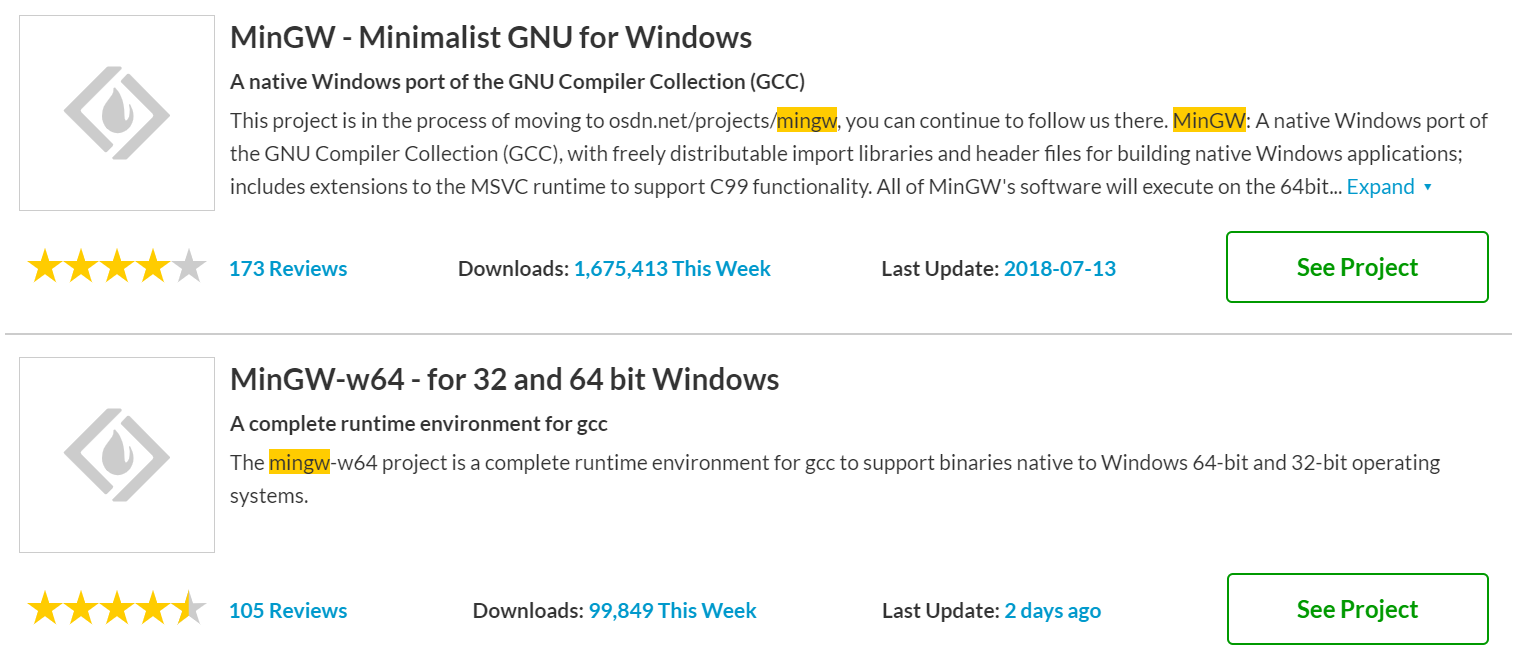 MinGW - Minimalist GNU for Windows
A native Windows port of the GNU Compiler Collection (GCC)
This project is in the process of moving to osdn.net/projects/mingw, you can continue to follow us there. MinGW: A native Windows port of
the GNU Compiler Collection (GCC), with freely distributable import libraries and header files for building native Windows applications;
includes extensions to the MSVC runtime to support C99 functionality. All of MinGW's software will execute on the 64bit... Expand ▼
173 Reviews Downloads: 1,675,413 This Week Last Update: 2018-07-13 See Project
MinGW-w64 - for 32 and 64 bit Windows
A complete runtime environment for gcc
The mingw-w64 project is a complete runtime environment for gcc to support binaries native to Windows 64-bit and 32-bit operating
systems.
105 Reviews Downloads: 99,849 This Week Last Update: 2 days ago See Project